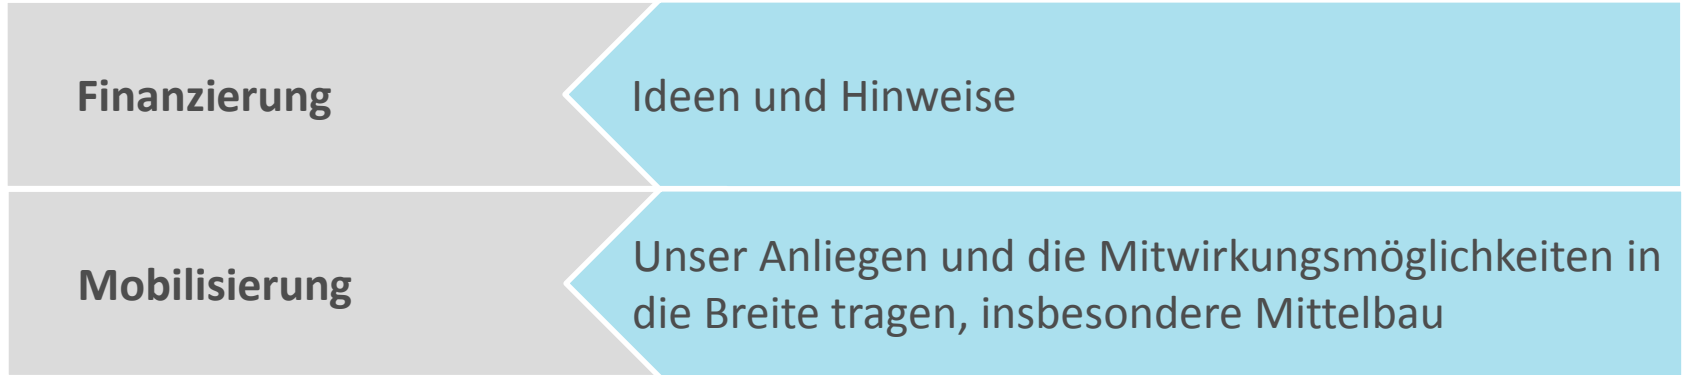 Finanzierung
Ideen und Hinweise
Mobilisierung
Unser Anliegen und die Mitwirkungsmöglichkeiten in
die Breite tragen, insbesondere Mittelbau